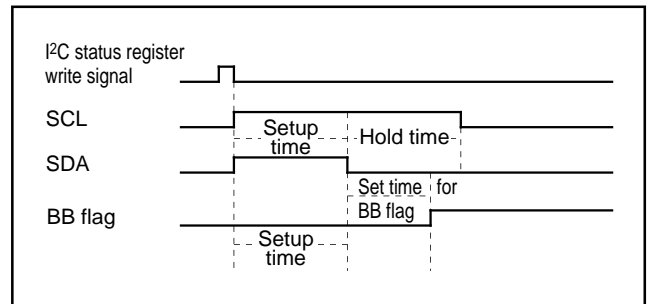 I²C status register
write signal
SCL
Setup
time
Hold time
SDA
Set time for
BB flag
BB flag
Setup
time